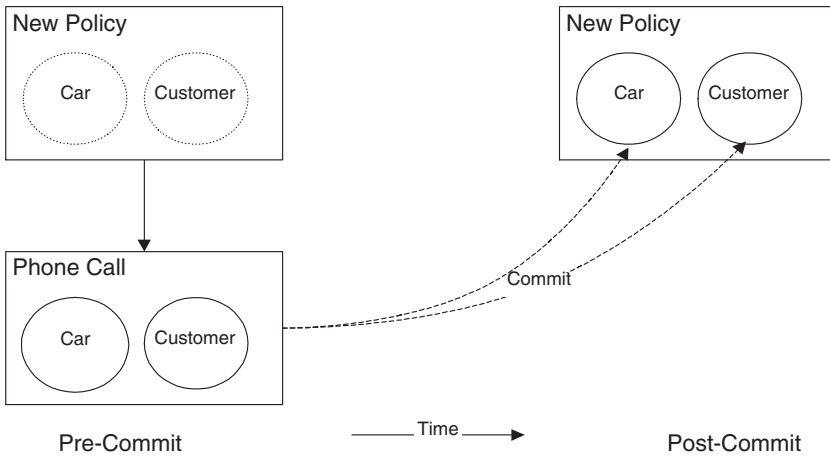 New Policy
Car
Customer
New Policy
Car
Customer
Phone Call
Car
Customer
Commit
Pre-Commit
Time
Post-Commit